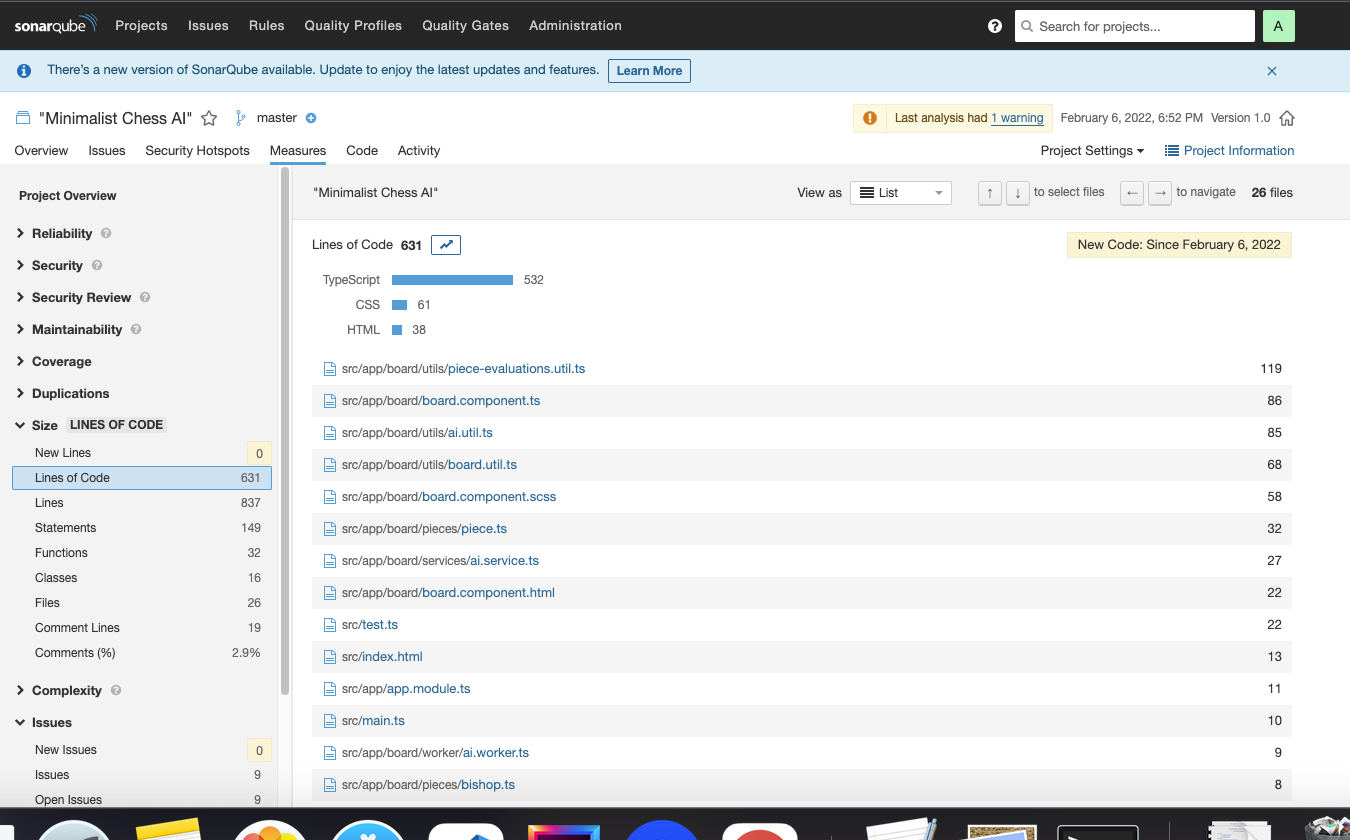 sonarqube Projects Issues Rules Quality Profiles Quality Gates Administration ? Search for projects... A
There's a new version of SonarQube available. Update to enjoy the latest updates and features. Learn More
"Minimalist Chess AI" master Last analysis had 1 warning February 6, 2022, 6:52 PM Version 1.0
Overview Issues Security Hotspots Measures Code Activity Project Settings Project Information
Project Overview
Reliability
Security
Security Review
Maintainability
Coverage
Duplications
Size LINES OF CODE
New Lines 0
Lines of Code 631
Lines 837
Statements 149
Functions 32
Classes 16
Files 26
Comment Lines 19
Comments (%) 2.9%
Complexity
Issues
New Issues 0
Issues 9
Open Issues 9
"Minimalist Chess AI" View as List ↑ ↓ to select files ← → to navigate 26 files
Lines of Code 631 New Code: Since February 6, 2022
TypeScript 532
CSS 61
HTML 38
src/app/board/utils/piece-evaluations.util.ts 119
src/app/board/board.component.ts 86
src/app/board/utils/ai.util.ts 85
src/app/board/utils/board.util.ts 68
src/app/board/board.component.scss 58
src/app/board/pieces/piece.ts 32
src/app/board/services/ai.service.ts 27
src/app/board/board.component.html 22
src/test.ts 22
src/index.html 13
src/app/app.module.ts 11
src/main.ts 10
src/app/board/worker/ai.worker.ts 9
src/app/board/pieces/bishop.ts 8